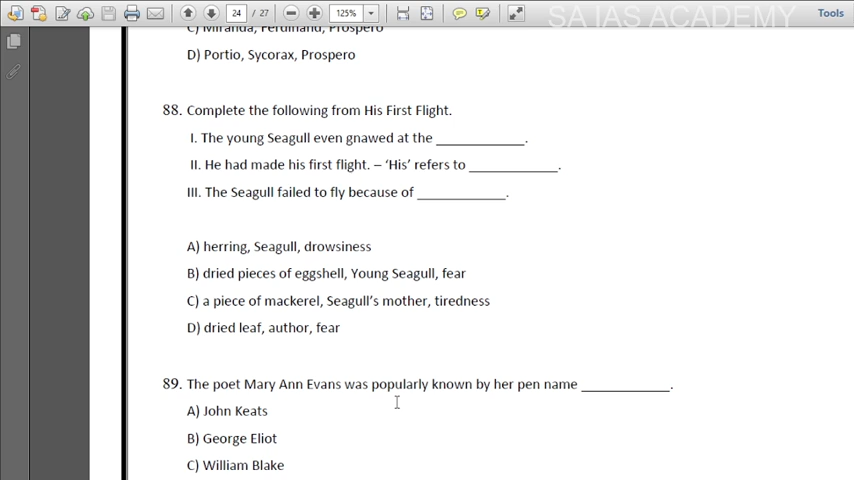 24 / 27
125%
SA IAS ACADEMY
Tools
C) Miranda, Ferdinand, Prospero
D) Portio, Sycorax, Prospero
88. Complete the following from His First Flight.
I. The young Seagull even gnawed at the ____________.
II. He had made his first flight. – ‘His’ refers to ____________.
III. The Seagull failed to fly because of ____________.
A) herring, Seagull, drowsiness
B) dried pieces of eggshell, Young Seagull, fear
C) a piece of mackerel, Seagull’s mother, tiredness
D) dried leaf, author, fear
89. The poet Mary Ann Evans was popularly known by her pen name ____________.
A) John Keats
B) George Eliot
C) William Blake